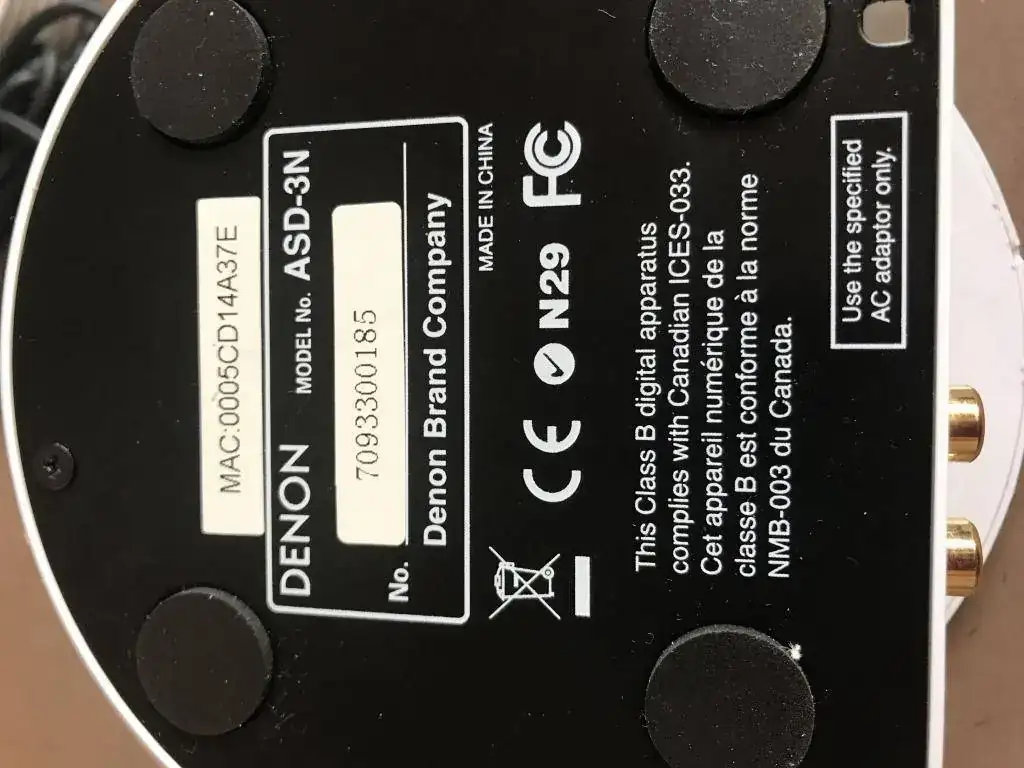 MAC:0005CD14A37E
DENON MODEL No. ASD-3N
No. 7093300185
Denon Brand Company
MADE IN CHINA
CE N29 FC
This Class B digital apparatus
complies with Canadian ICES-033.
Cet appareil numérique de la
classe B est conforme à la norme
NMB-003 du Canada.
Use the specified
AC adaptor only.